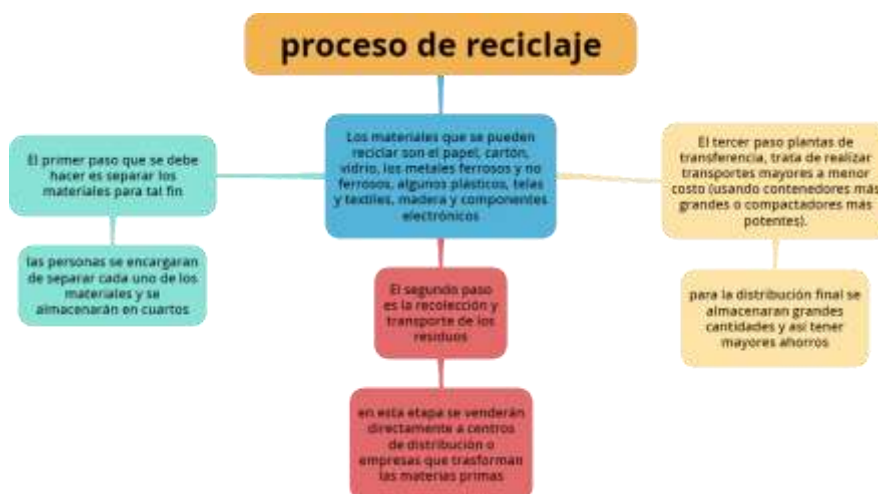 proceso de reciclaje
Los materiales que se pueden
reciclar son el papel, cartón,
vidrio, los metales ferrosos y no
ferrosos, algunos plásticos, telas
y textiles, madera y componentes
electrónicos
El primer paso que se debe
hacer es separar los
materiales para tal fin
las personas se encargaran
de separar cada uno de los
materiales y se
almacenarán en cuartos
El segundo paso
es la recolección y
transporte de los
residuos
en esta etapa se venderán
directamente a centros
de distribución o
empresas que trasforman
las materias primas
El tercer paso plantas de
transferencia, trata de realizar
transportes mayores a menor
costo (usando contenedores más
grandes o compactadores más
potentes).
para la distribución final se
almacenaran grandes
cantidades y así tener
mayores ahorros